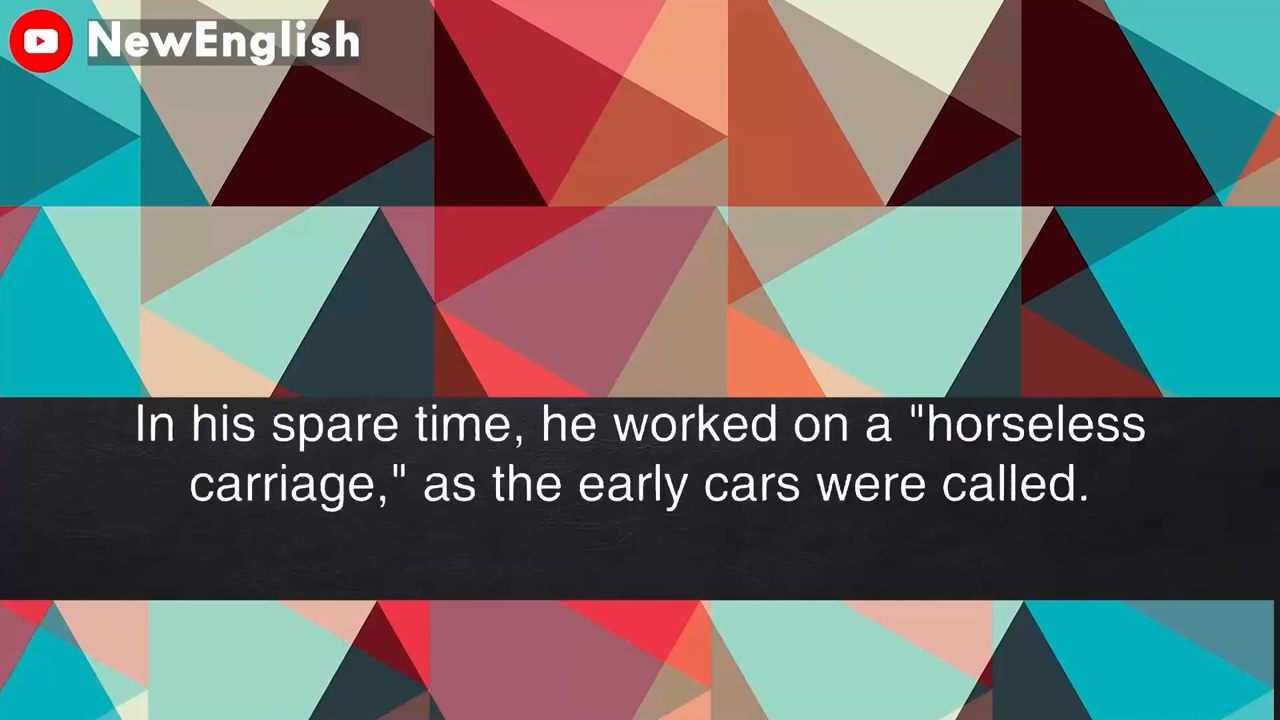 NewEnglish
In his spare time, he worked on a "horseless
carriage," as the early cars were called.